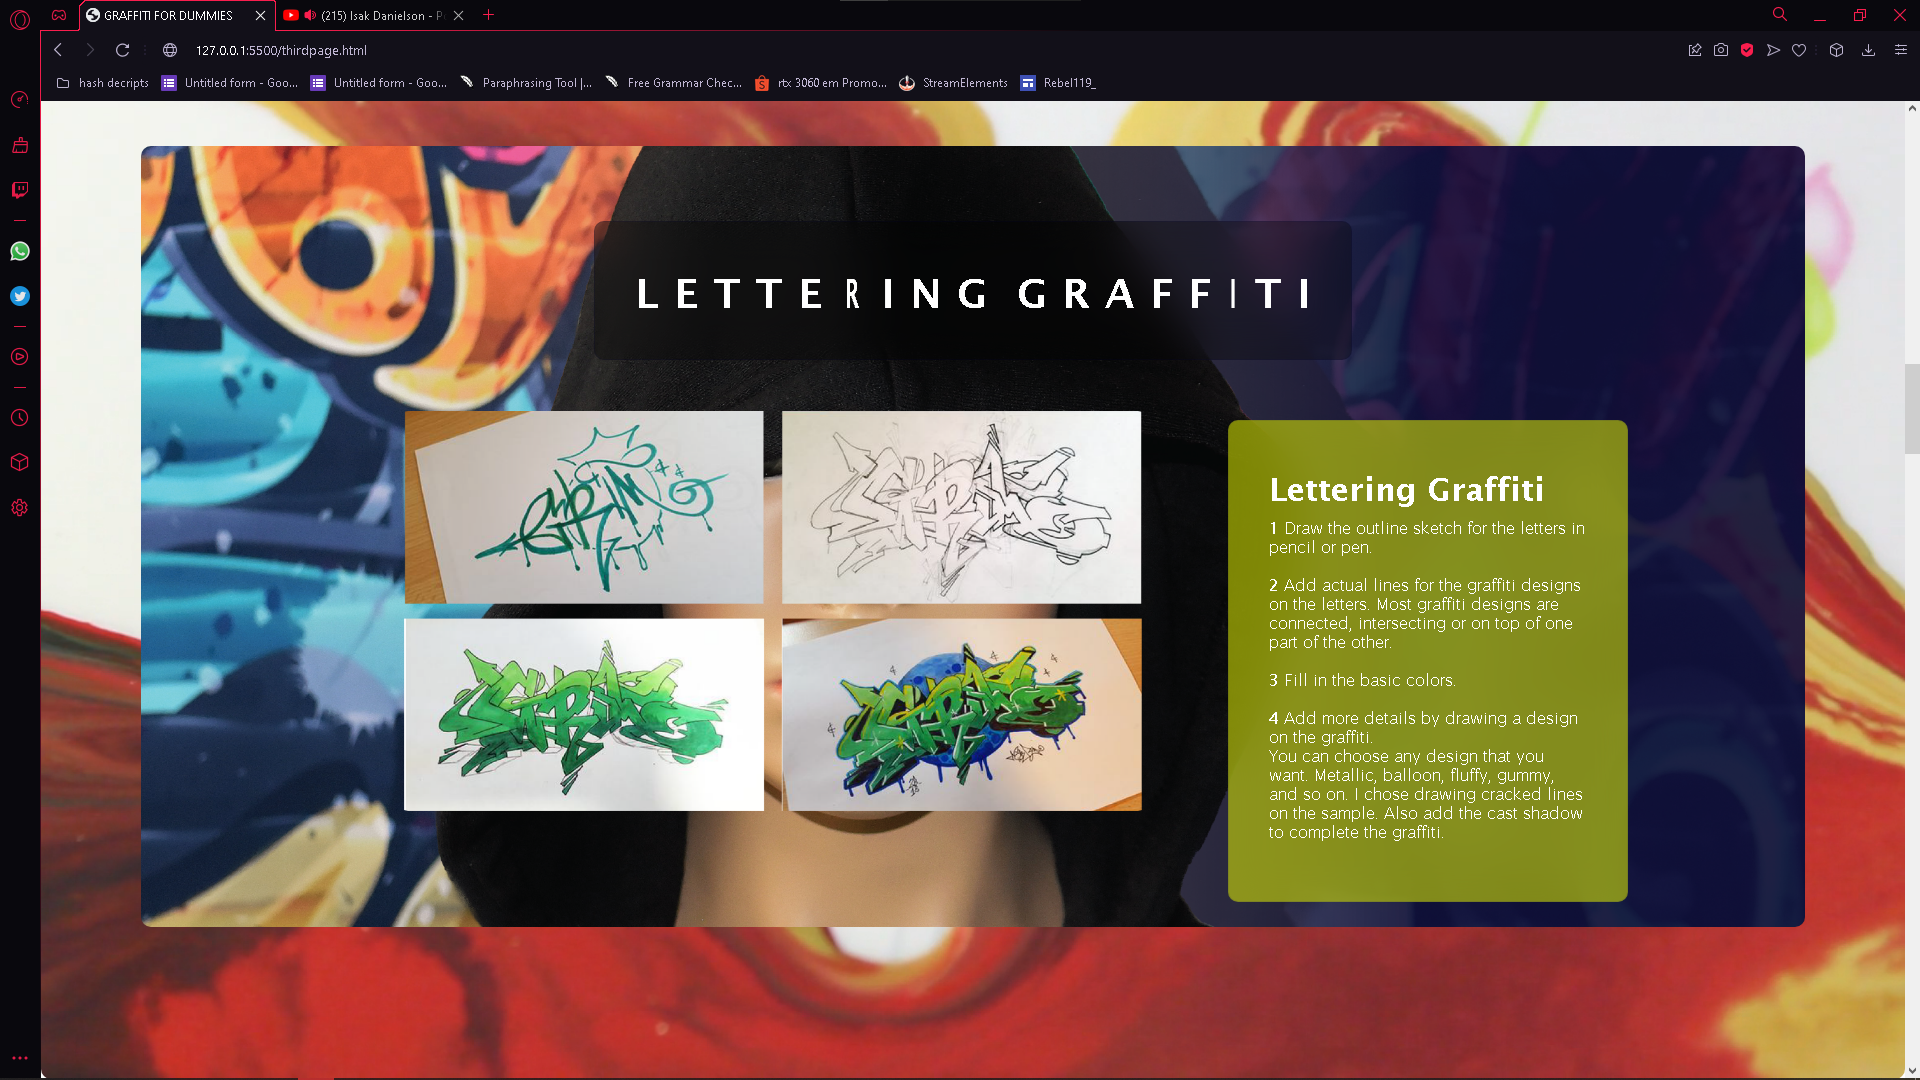 GRAFFITI FOR DUMMIES
(215) Isak Danielson - P
127.0.0.1:5500/thirdpage.html
hash decripts
Untitled form - Goo...
Untitled form - Goo...
Paraphrasing Tool |...
Free Grammar Chec...
rtx 3060 em Promo...
StreamElements
Rebel119_
LETTERING GRAFFITI
Lettering Graffiti
1 Draw the outline sketch for the letters in
pencil or pen.
2 Add actual lines for the graffiti designs
on the letters. Most graffiti designs are
connected, intersecting or on top of one
part of the other.
3 Fill in the basic colors.
4 Add more details by drawing a design
on the graffiti.
You can choose any design that you
want. Metallic, balloon, fluffy, gummy,
and so on. I chose drawing cracked lines
on the sample. Also add the cast shadow
to complete the graffiti.